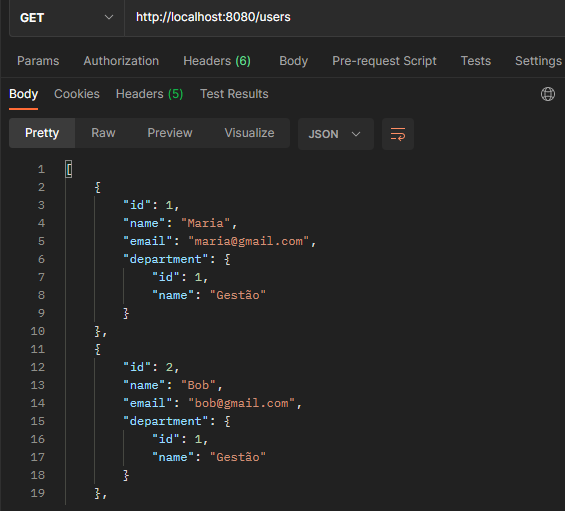 GET http://localhost:8080/users
Params Authorization Headers (6) Body Pre-request Script Tests Settings
Body Cookies Headers (5) Test Results
Pretty Raw Preview Visualize JSON
1 [
2 {
3 "id": 1,
4 "name": "Maria",
5 "email": "maria@gmail.com",
6 "department": {
7 "id": 1,
8 "name": "Gestão"
9 }
10 },
11 {
12 "id": 2,
13 "name": "Bob",
14 "email": "bob@gmail.com",
15 "department": {
16 "id": 1,
17 "name": "Gestão"
18 }
19 },